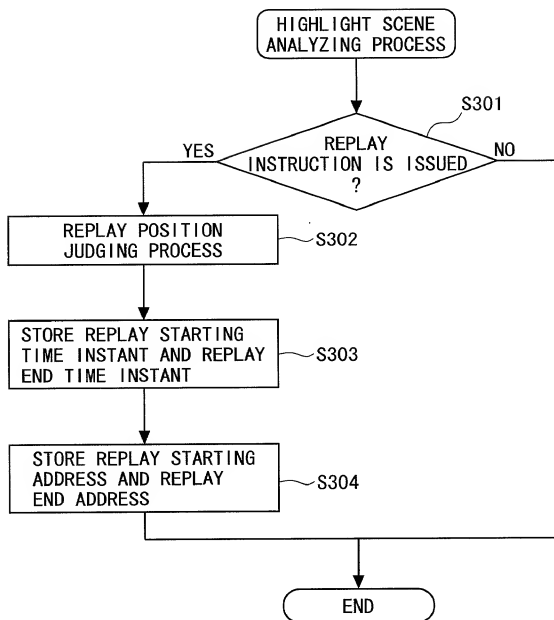 HIGHLIGHT SCENE
ANALYZING PROCESS
S301
YES
REPLAY
INSTRUCTION IS ISSUED
?
NO
REPLAY POSITION
JUDGING PROCESS
S302
STORE REPLAY STARTING
TIME INSTANT AND REPLAY
END TIME INSTANT
S303
STORE REPLAY STARTING
ADDRESS AND REPLAY
END ADDRESS
S304
END